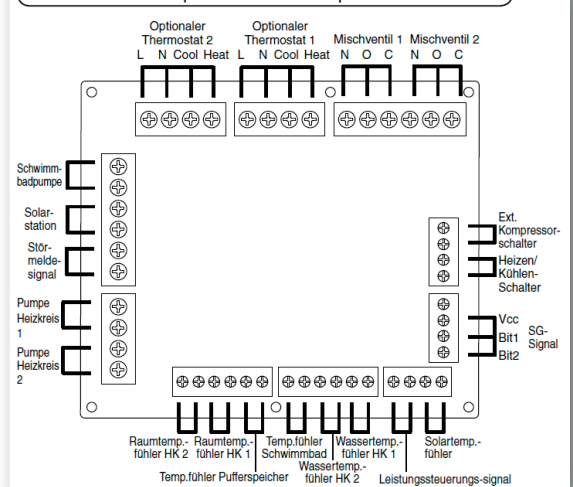 Optionaler Optionaler
Thermostat 2 Thermostat 1 Mischventil 1 Mischventil 2
L N Cool Heat L N Cool Heat N O C N O C
Schwimm-
badpumpe
Solar-
station
Stör-
melde-
signal
Pumpe
Heizkreis
1
Pumpe
Heizkreis
2
Ext.
Kompressor-
schalter
Heizen/
Kühlen-
Schalter
Vcc
Bit1
Bit2
SG-
Signal
Raumtemp.- Raumtemp.- Temp.fühler Wassertemp.- Solartemp.-
fühler HK 2 fühler HK 1 Schwimmbad fühler HK 1 fühler
Temp.fühler Pufferspeicher
Wassertemp.-
fühler HK 2
Leistungssteuerungs-signal